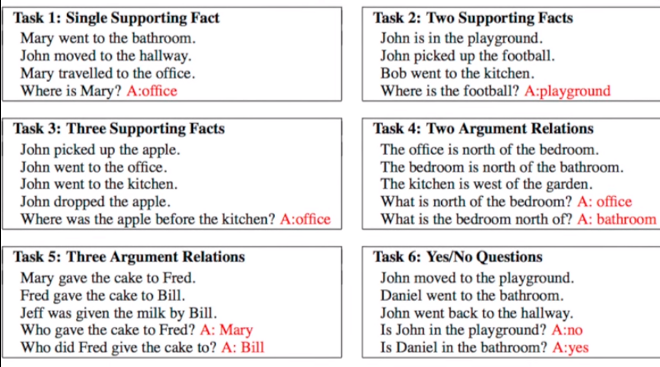 Task 1: Single Supporting Fact
Mary went to the bathroom.
John moved to the hallway.
Mary travelled to the office.
Where is Mary? A:office
Task 2: Two Supporting Facts
John is in the playground.
John picked up the football.
Bob went to the kitchen.
Where is the football? A:playground
Task 3: Three Supporting Facts
John picked up the apple.
John went to the office.
John went to the kitchen.
John dropped the apple.
Where was the apple before the kitchen? A:office
Task 4: Two Argument Relations
The office is north of the bedroom.
The bedroom is north of the bathroom.
The kitchen is west of the garden.
What is north of the bedroom? A: office
What is the bedroom north of? A: bathroom
Task 5: Three Argument Relations
Mary gave the cake to Fred.
Fred gave the cake to Bill.
Jeff was given the milk by Bill.
Who gave the cake to Fred? A: Mary
Who did Fred give the cake to? A: Bill
Task 6: Yes/No Questions
John moved to the playground.
Daniel went to the bathroom.
John went back to the hallway.
Is John in the playground? A:no
Is Daniel in the bathroom? A:yes